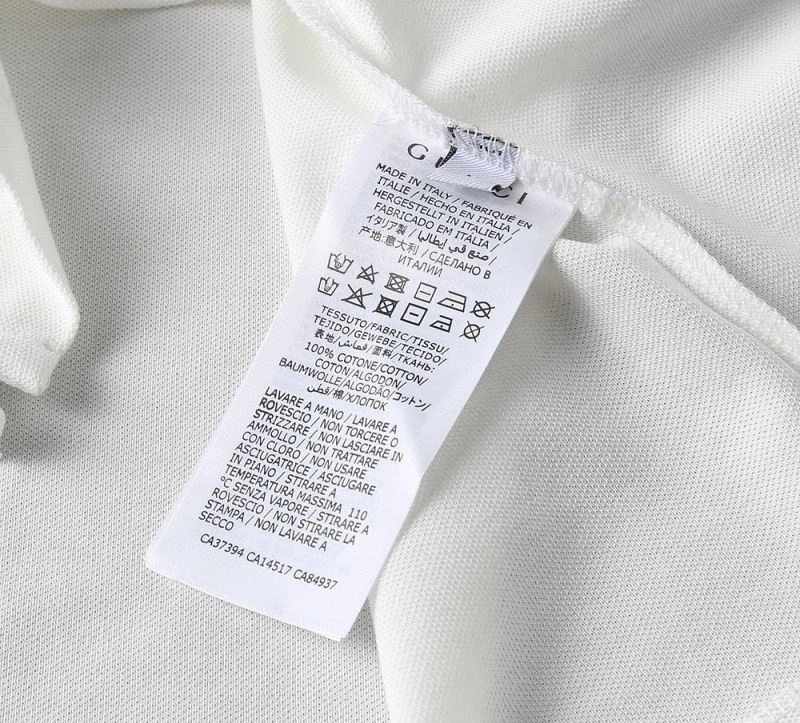 MADE IN ITALY / FABRIQUÉ EN
ITALIE / HECHO EN ITALIA /
HERGESTELLT IN ITALIEN /
FABRICADO EM ITÁLIA /
イタリア製 / صنع في إيطاليا /
产地:意大利 / СДЕЛАНО В
ИТАЛИИ
TESSUTO/FABRIC/TISSU/
TEJIDO/GEWEBE/TECIDO/
表地/قماش/面料/ТКАНЬ:
100% COTONE/COTTON/
COTON/ALGODON/
BAUMWOLLE/ALGODÃO/コットン/
قطن/棉/ХЛОПОК
LAVARE A MANO / LAVARE A
ROVESCIO / NON TORCERE O
STRIZZARE / NON LASCIARE IN
AMMOLLO / NON TRATTARE
CON CLORO / NON USARE
ASCIUGATRICE / ASCIUGARE
IN PIANO / STIRARE A
TEMPERATURA MASSIMA 110
°C SENZA VAPORE / STIRARE A
ROVESCIO / NON STIRARE LA
STAMPA / NON LAVARE A
SECCO
CA37394 CA14517 CA84937